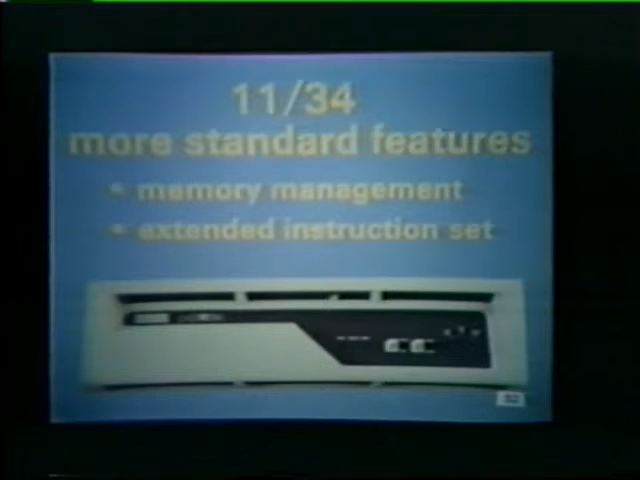 11/34
more standard features
• memory management
• extended instruction set